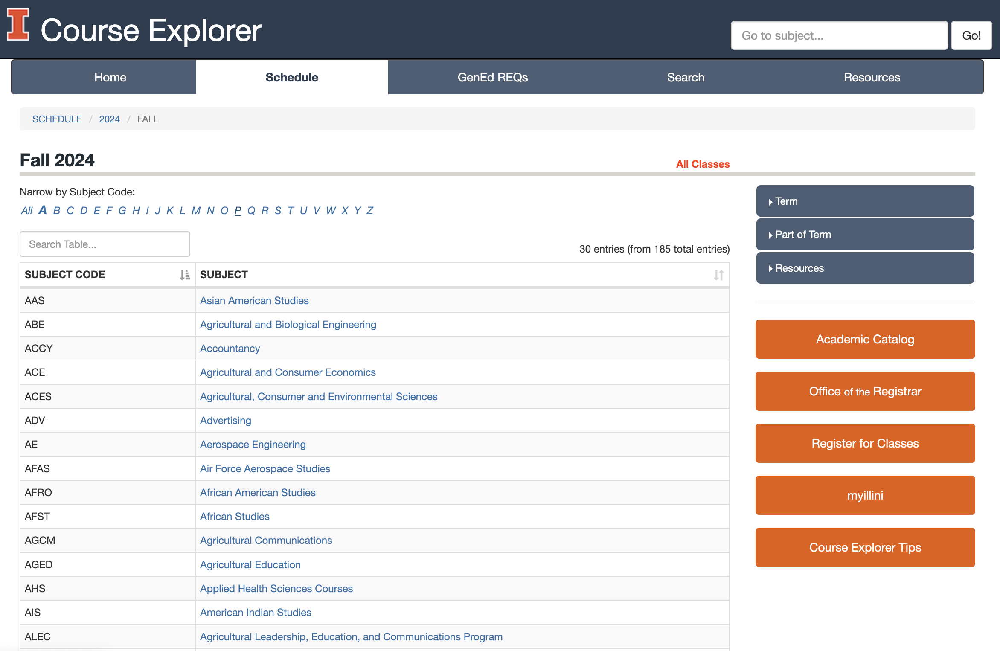 I Course Explorer
Go to subject... Go!
Home Schedule GenEd REQs Search Resources
SCHEDULE / 2024 / FALL
Fall 2024 All Classes
Narrow by Subject Code:
All A B C D E F G H I J K L M N O P Q R S T U V W X Y Z
Search Table...
30 entries (from 185 total entries)
SUBJECT CODE SUBJECT
AAS Asian American Studies
ABE Agricultural and Biological Engineering
ACCY Accountancy
ACE Agricultural and Consumer Economics
ACES Agricultural, Consumer and Environmental Sciences
ADV Advertising
AE Aerospace Engineering
AFAS Air Force Aerospace Studies
AFRO African American Studies
AFST African Studies
AGCM Agricultural Communications
AGED Agricultural Education
AHS Applied Health Sciences Courses
AIS American Indian Studies
ALEC Agricultural Leadership, Education, and Communications Program
Term
Part of Term
Resources
Academic Catalog
Office of the Registrar
Register for Classes
myillini
Course Explorer Tips